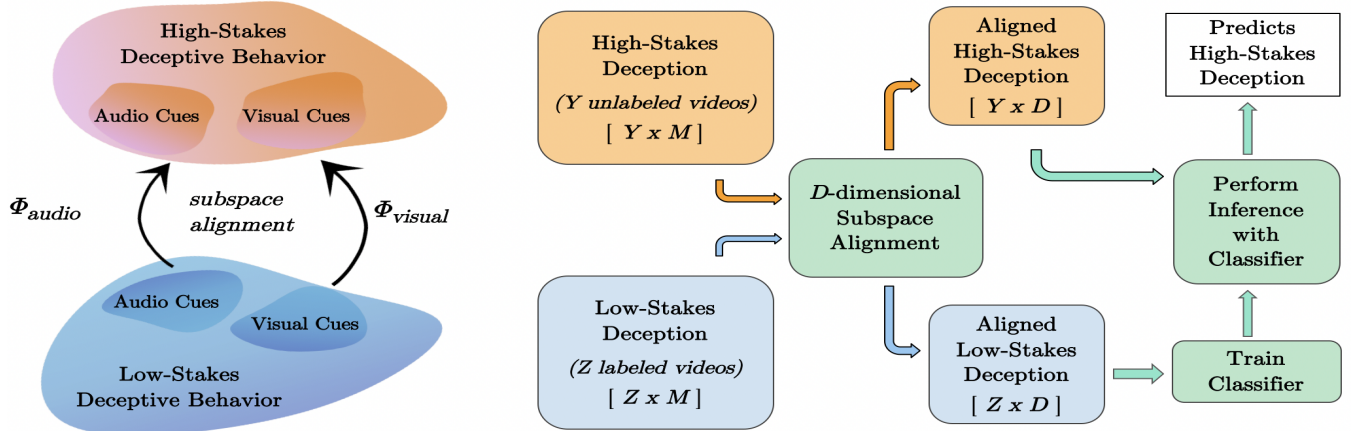 High-Stakes
Deceptive Behavior
Audio Cues
Visual Cues
Φaudio
subspace
alignment
Φvisual
Audio Cues
Visual Cues
Low-Stakes
Deceptive Behavior
High-Stakes
Deception
(Y unlabeled videos)
[ Y x M ]
Low-Stakes
Deception
(Z labeled videos)
[ Z x M ]
D-dimensional
Subspace
Alignment
Aligned
High-Stakes
Deception
[ Y x D ]
Aligned
Low-Stakes
Deception
[ Z x D ]
Train
Classifier
Perform
Inference
with
Classifier
Predicts
High-Stakes
Deception